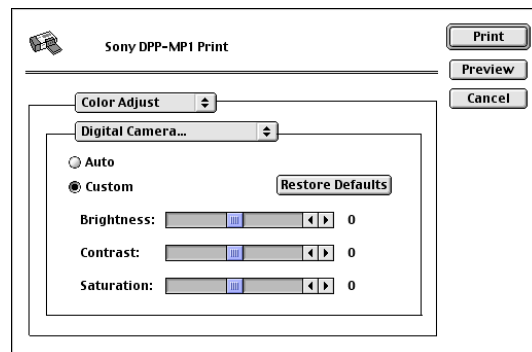 Sony DPP-MP1 Print
Print
Preview
Cancel
Color Adjust
Digital Camera...
Auto
Custom
Restore Defaults
Brightness: 0
Contrast: 0
Saturation: 0